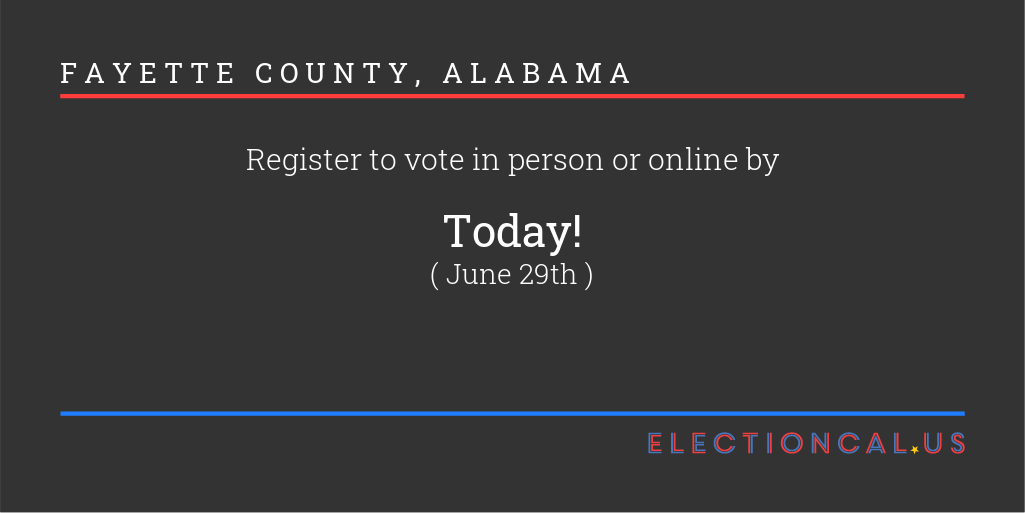 FAYETTE COUNTY, ALABAMA
Register to vote in person or online by
Today!
( June 29th )
ELECTIONCAL.US